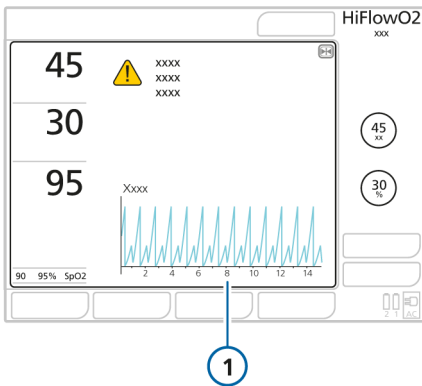 HiFlowO2
xxx
45
xxxx
xxxx
xxxx
30
45
xx
95
30
%
Xxxx
90 95% SpO2
2 4 6 8 10 12 14
2 1 AC
1